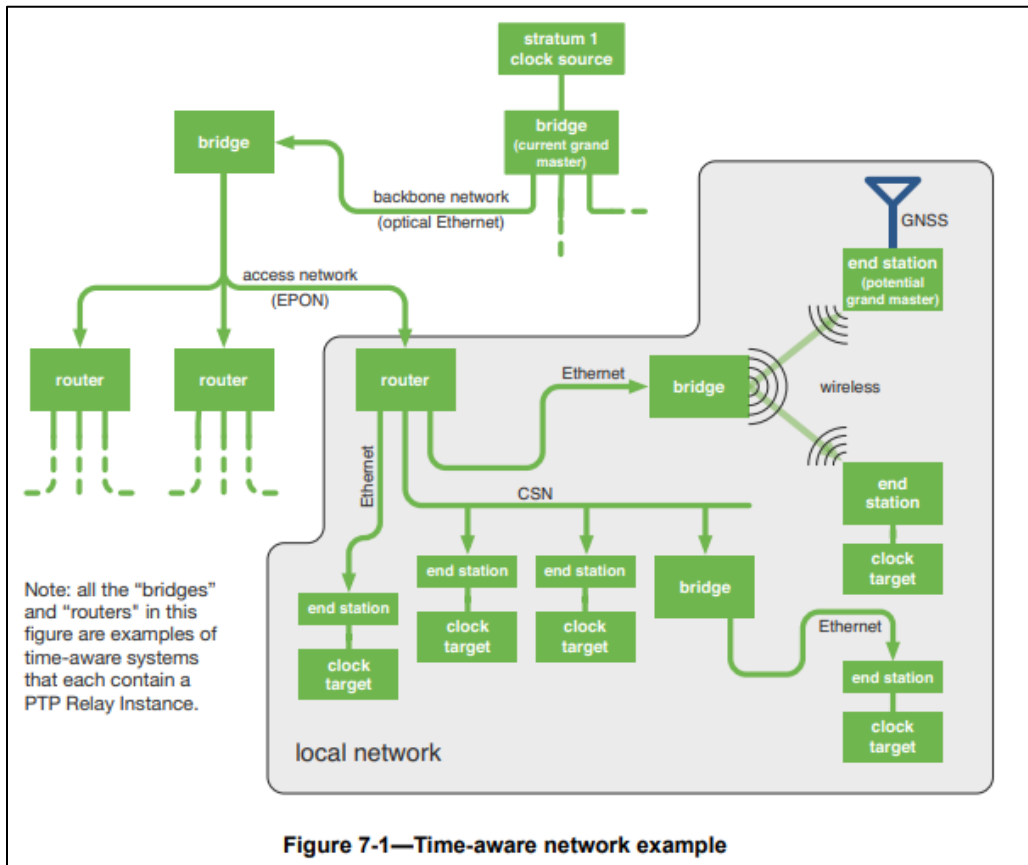 stratum 1
clock source
bridge
(current grand
master)
bridge
backbone network
(optical Ethernet)
GNSS
end station
(potential
grand master)
access network
(EPON)
router
router
router
Ethernet
bridge
wireless
Ethernet
CSN
end
station
clock
target
end station
clock
target
end station
clock
target
bridge
end station
clock
target
Ethernet
end station
clock
target
Note: all the “bridges”
and “routers" in this
figure are examples of
time-aware systems
that each contain a
PTP Relay Instance.
local network
Figure 7-1—Time-aware network example